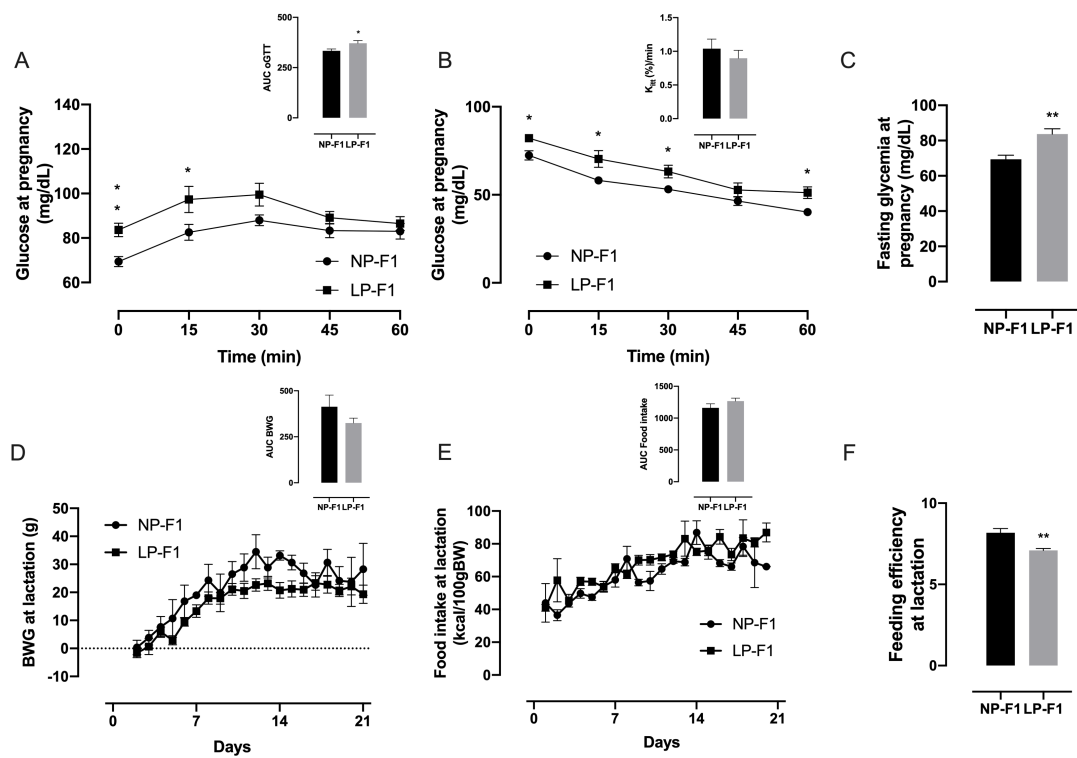 A
AUC oGTT
500
250
0
*
NP-F1 LP-F1
Glucose at pregnancy
(mg/dL)
140
120
100
80
60
*
*
*
NP-F1
LP-F1
0 15 30 45 60
Time (min)
B
Kitt (%)/min
1.5
1.0
0.5
0.0
NP-F1 LP-F1
Glucose at pregnancy
(mg/dL)
100
50
0
* * * *
NP-F1
LP-F1
0 15 30 45 60
Time (min)
C
Fasting glycemia at
pregnancy (mg/dL)
100
80
60
40
20
0
**
NP-F1 LP-F1
D
AUC BWG
500
250
0
NP-F1 LP-F1
BWG at lactation (g)
50
40
30
20
10
0
-10
NP-F1
LP-F1
0 7 14 21
Days
E
AUC Food intake
1500
1000
500
0
NP-F1 LP-F1
Food intake at lactation
(kcal/100gBW)
100
80
60
40
20
0
NP-F1
LP-F1
0 7 14 21
Days
F
Feeding efficiency
at lactation
10
5
0
**
NP-F1 LP-F1